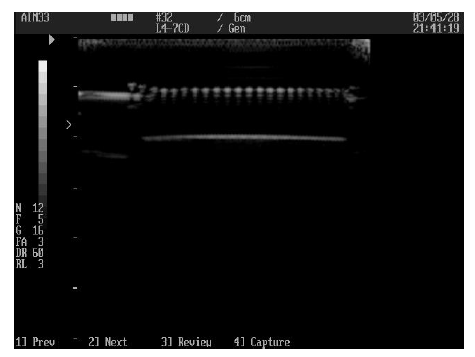 AIM33 #32 / 6cm 03/05/28
L4-7CD / Gen 21:41:19
N 12
F 5
G 16
FA 3
DR 60
RL 3
1] Prev 2] Next 3] Review 4] Capture